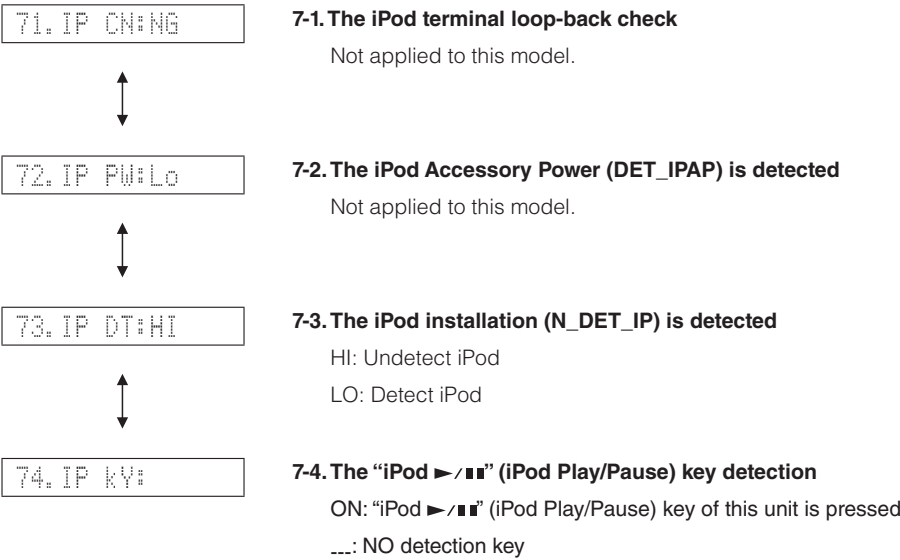 71.IP CN:NG
7-1. The iPod terminal loop-back check
Not applied to this model.
72.IP PW:Lo
7-2. The iPod Accessory Power (DET_IPAP) is detected
Not applied to this model.
73.IP DT:HI
7-3. The iPod installation (N_DET_IP) is detected
HI: Undetect iPod
LO: Detect iPod
74.IP kY:
7-4. The “iPod ►/▮▮” (iPod Play/Pause) key detection
ON: “iPod ►/▮▮” (iPod Play/Pause) key of this unit is pressed
---: NO detection key